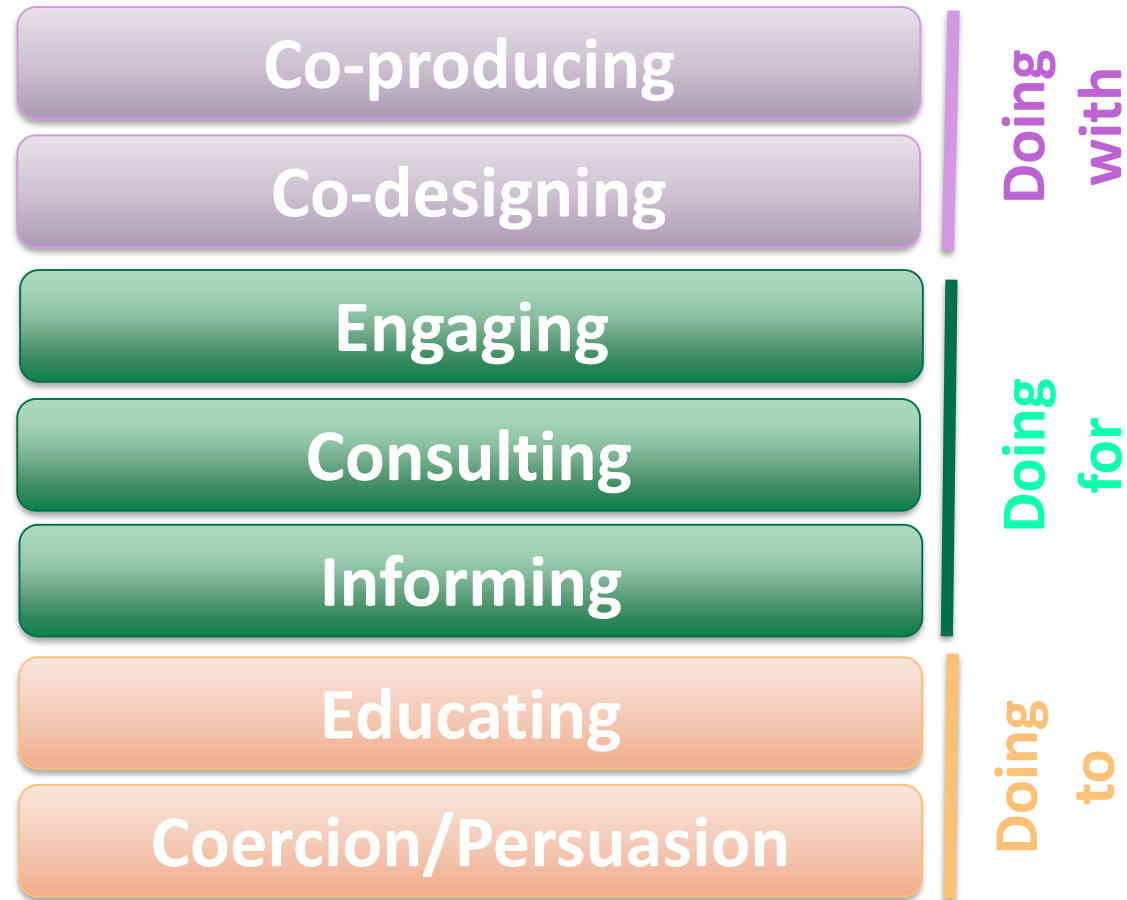 Co-producing
Co-designing
Doing
with
Engaging
Consulting
Informing
Doing
for
Educating
Coercion/Persuasion
Doing
to